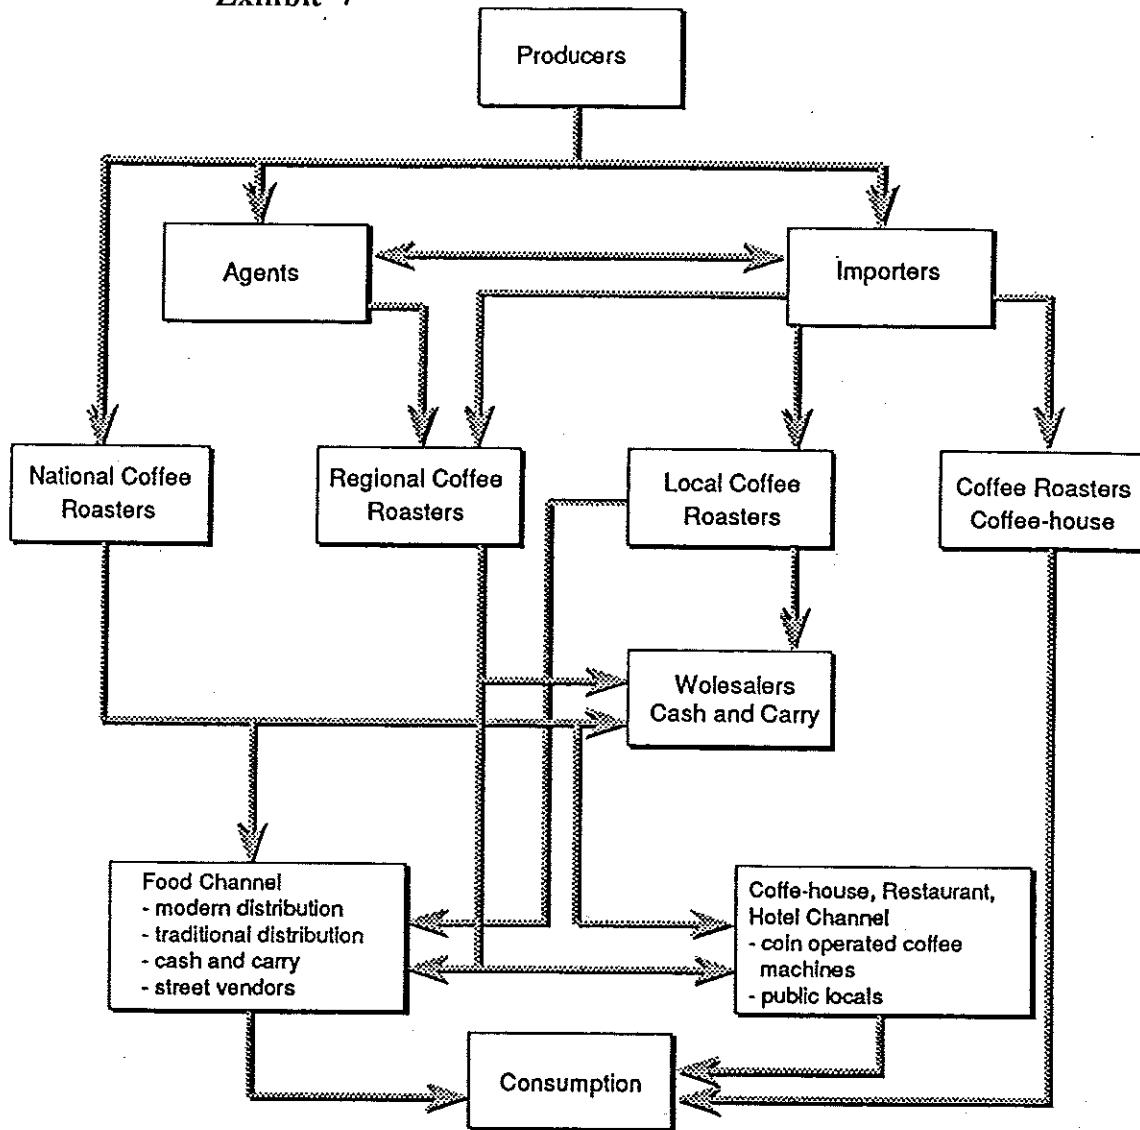 Exhibit 7
Producers
Agents
Importers
National Coffee
Roasters
Regional Coffee
Roasters
Local Coffee
Roasters
Coffee Roasters
Coffee-house
Wolesalers
Cash and Carry
Food Channel
- modern distribution
- traditional distribution
- cash and carry
- street vendors
Coffe-house, Restaurant,
Hotel Channel
- coin operated coffee
machines
- public locals
Consumption